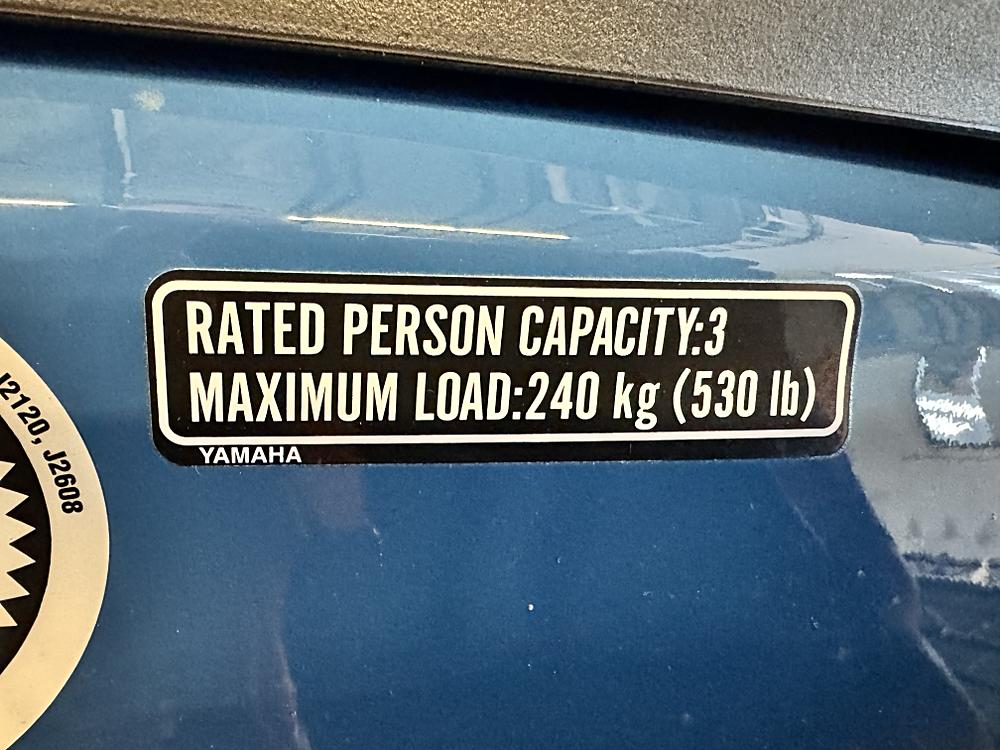 RATED PERSON CAPACITY:3
MAXIMUM LOAD:240 kg (530 lb)
YAMAHA
J2120, J2608